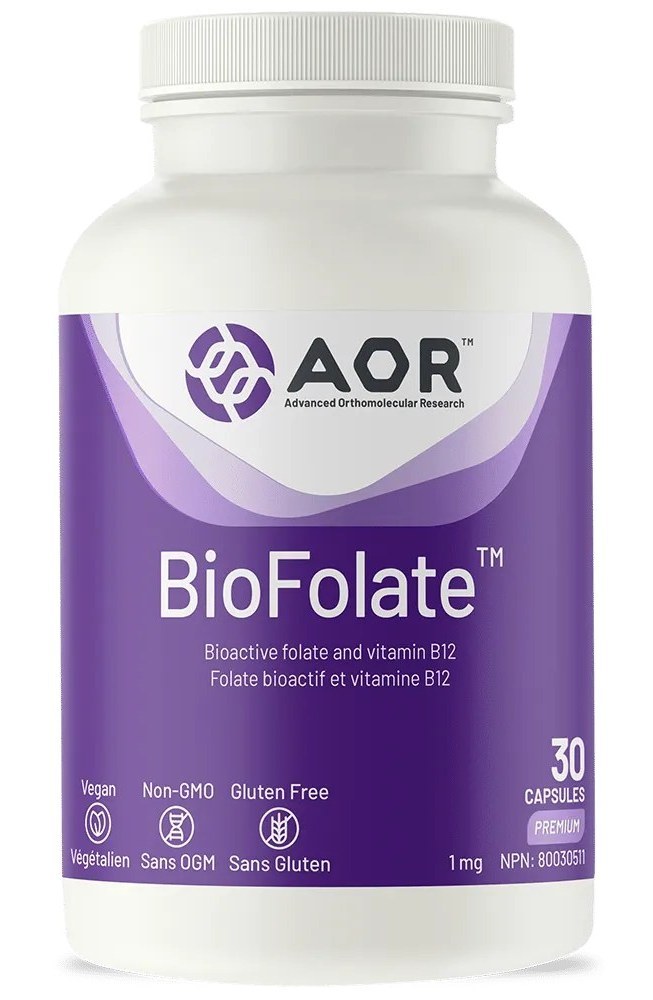 AOR™
Advanced Orthomolecular Research
BioFolate™
Bioactive folate and vitamin B12
Folate bioactif et vitamine B12
30
CAPSULES
PREMIUM
Vegan Non-GMO Gluten Free
Végétalien Sans OGM Sans Gluten
1 mg NPN: 80030511